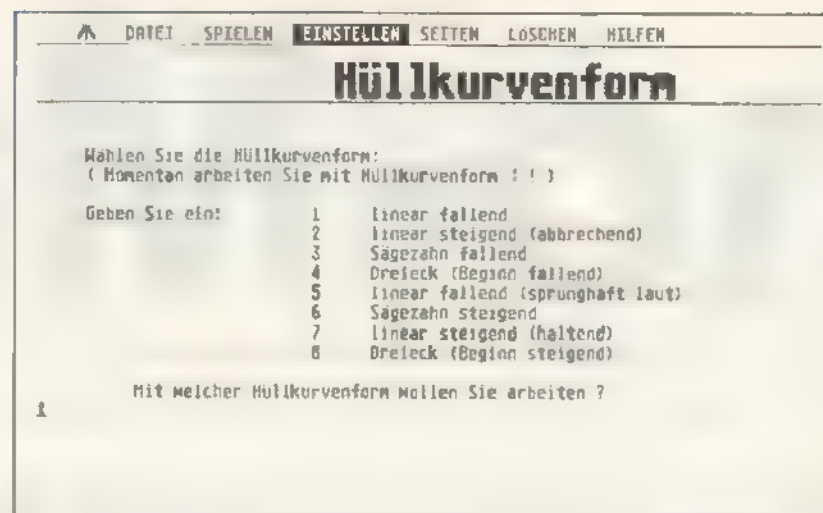 DATEI SPIELEN EINSTELLEN SEITEN LÖSCHEN HILFEN
Hüllkurvenform
Wählen Sie die Hüllkurvenform:
( Momentan arbeiten Sie mit Hüllkurvenform ! ! )
Geben Sie ein:
1 linear fallend
2 linear steigend (abbrechend)
3 Sägezahn fallend
4 Dreieck (Beginn fallend)
5 linear fallend (sprunghaft laut)
6 Sägezahn steigend
7 linear steigend (haltend)
8 Dreieck (Beginn steigend)
Mit welcher Hüllkurvenform wollen Sie arbeiten ?
1